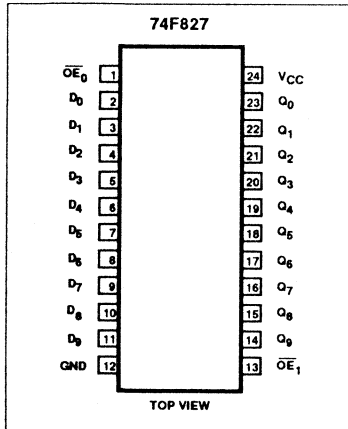 74F827
O̅E̅₀ 1 24 VCC
D₀ 2 23 Q₀
D₁ 3 22 Q₁
D₂ 4 21 Q₂
D₃ 5 20 Q₃
D₄ 6 19 Q₄
D₅ 7 18 Q₅
D₆ 8 17 Q₆
D₇ 9 16 Q₇
D₈ 10 15 Q₈
D₉ 11 14 Q₉
GND 12 13 O̅E̅₁
TOP VIEW